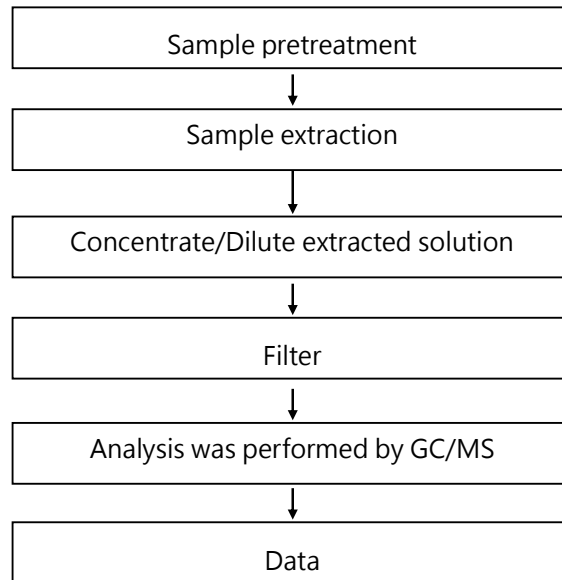 Sample pretreatment
Sample extraction
Concentrate/Dilute extracted solution
Filter
Analysis was performed by GC/MS
Data